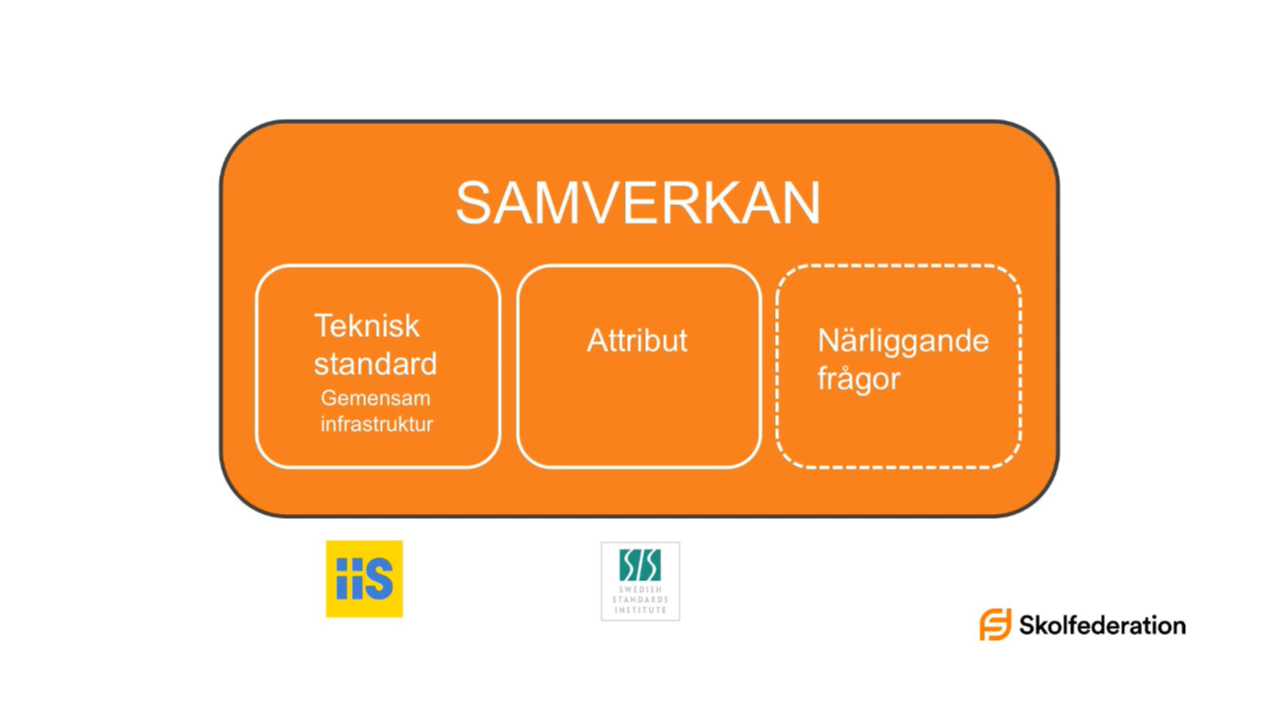 SAMVERKAN
Teknisk
standard
Gemensam
infrastruktur
Attribut
Närliggande
frågor
iis
SIS
SWEDISH
STANDARDS
INSTITUTE
Skolfederation